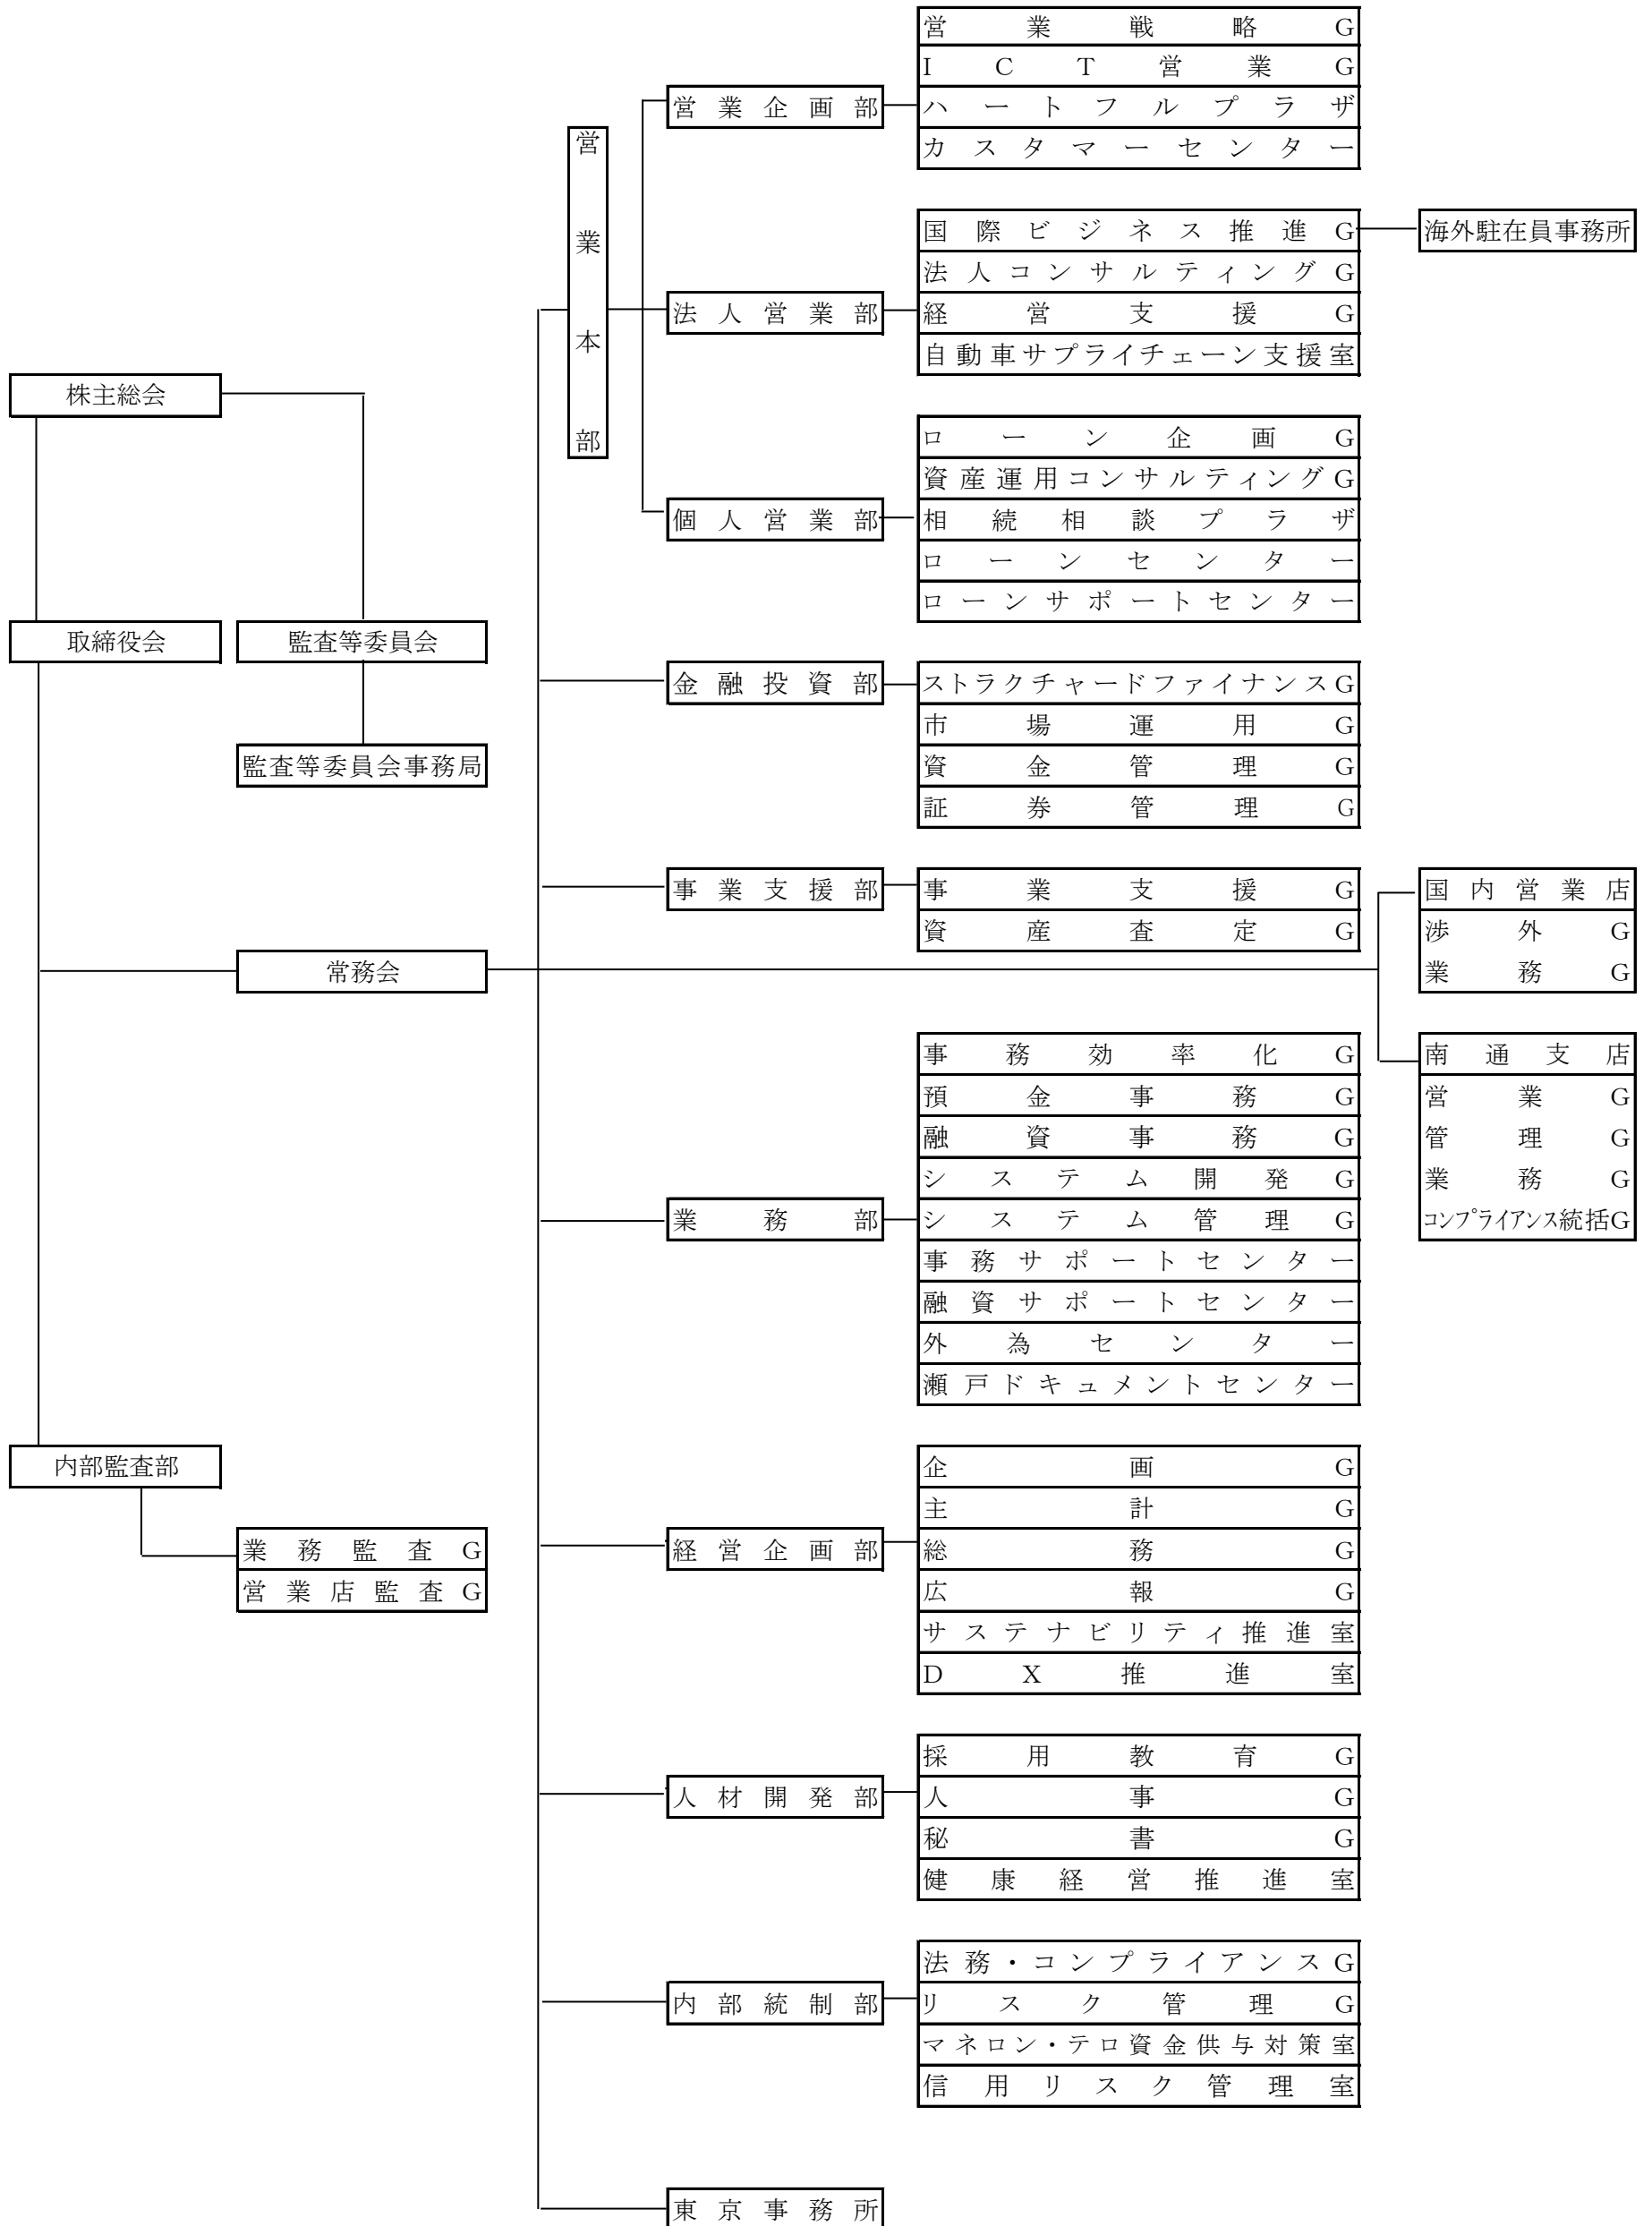 株主総会
取締役会
監査等委員会
監査等委員会事務局
常務会
内部監査部
業務監査G
営業店監査G
営業本部
営業企画部
営業戦略G
ICT営業G
ハートフルプラザ
カスタマーセンター
法人営業部
国際ビジネス推進G
法人コンサルティングG
経営支援G
自動車サプライチェーン支援室
海外駐在員事務所
個人営業部
ローン企画G
資産運用コンサルティングG
相続相談プラザ
ローンセンター
ローンサポートセンター
金融投資部
ストラクチャードファイナンスG
市場運用G
資金管理G
証券管理G
事業支援部
事業支援G
資産査定G
国内営業店
渉外G
業務G
南通支店
営業G
管理G
業務G
コンプライアンス統括G
業務部
事務効率化G
預金事務G
融資事務G
システム開発G
システム管理G
事務サポートセンター
融資サポートセンター
外為センター
瀬戸ドキュメントセンター
経営企画部
企画G
主計G
総務G
広報G
サステナビリティ推進室
DX推進室
人材開発部
採用教育G
人事G
秘書G
健康経営推進室
内部統制部
法務・コンプライアンスG
リスク管理G
マネロン・テロ資金供与対策室
信用リスク管理室
東京事務所